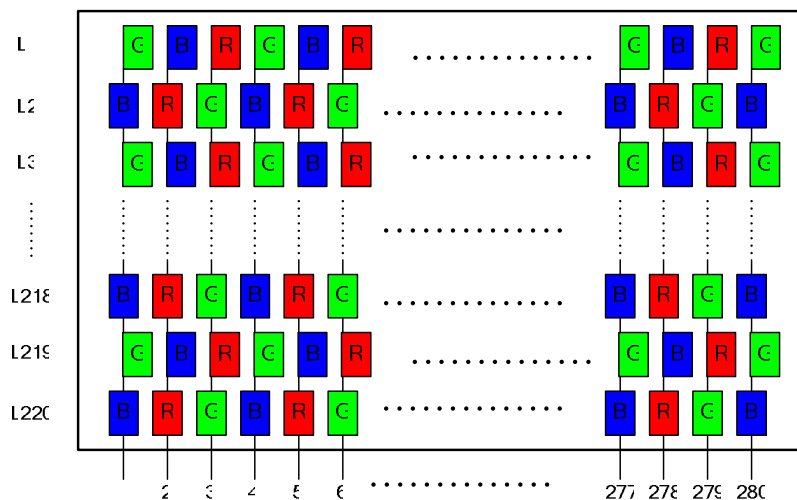 L G B R G B R G B R G
L2 B R G B R G B R G B
L3 G B R G B R G B R G
L218 B R G B R G B R G B
L219 G B R G B R G B R G
L220 B R G B R G B R G B
2 3 4 5 6 277 278 279 280